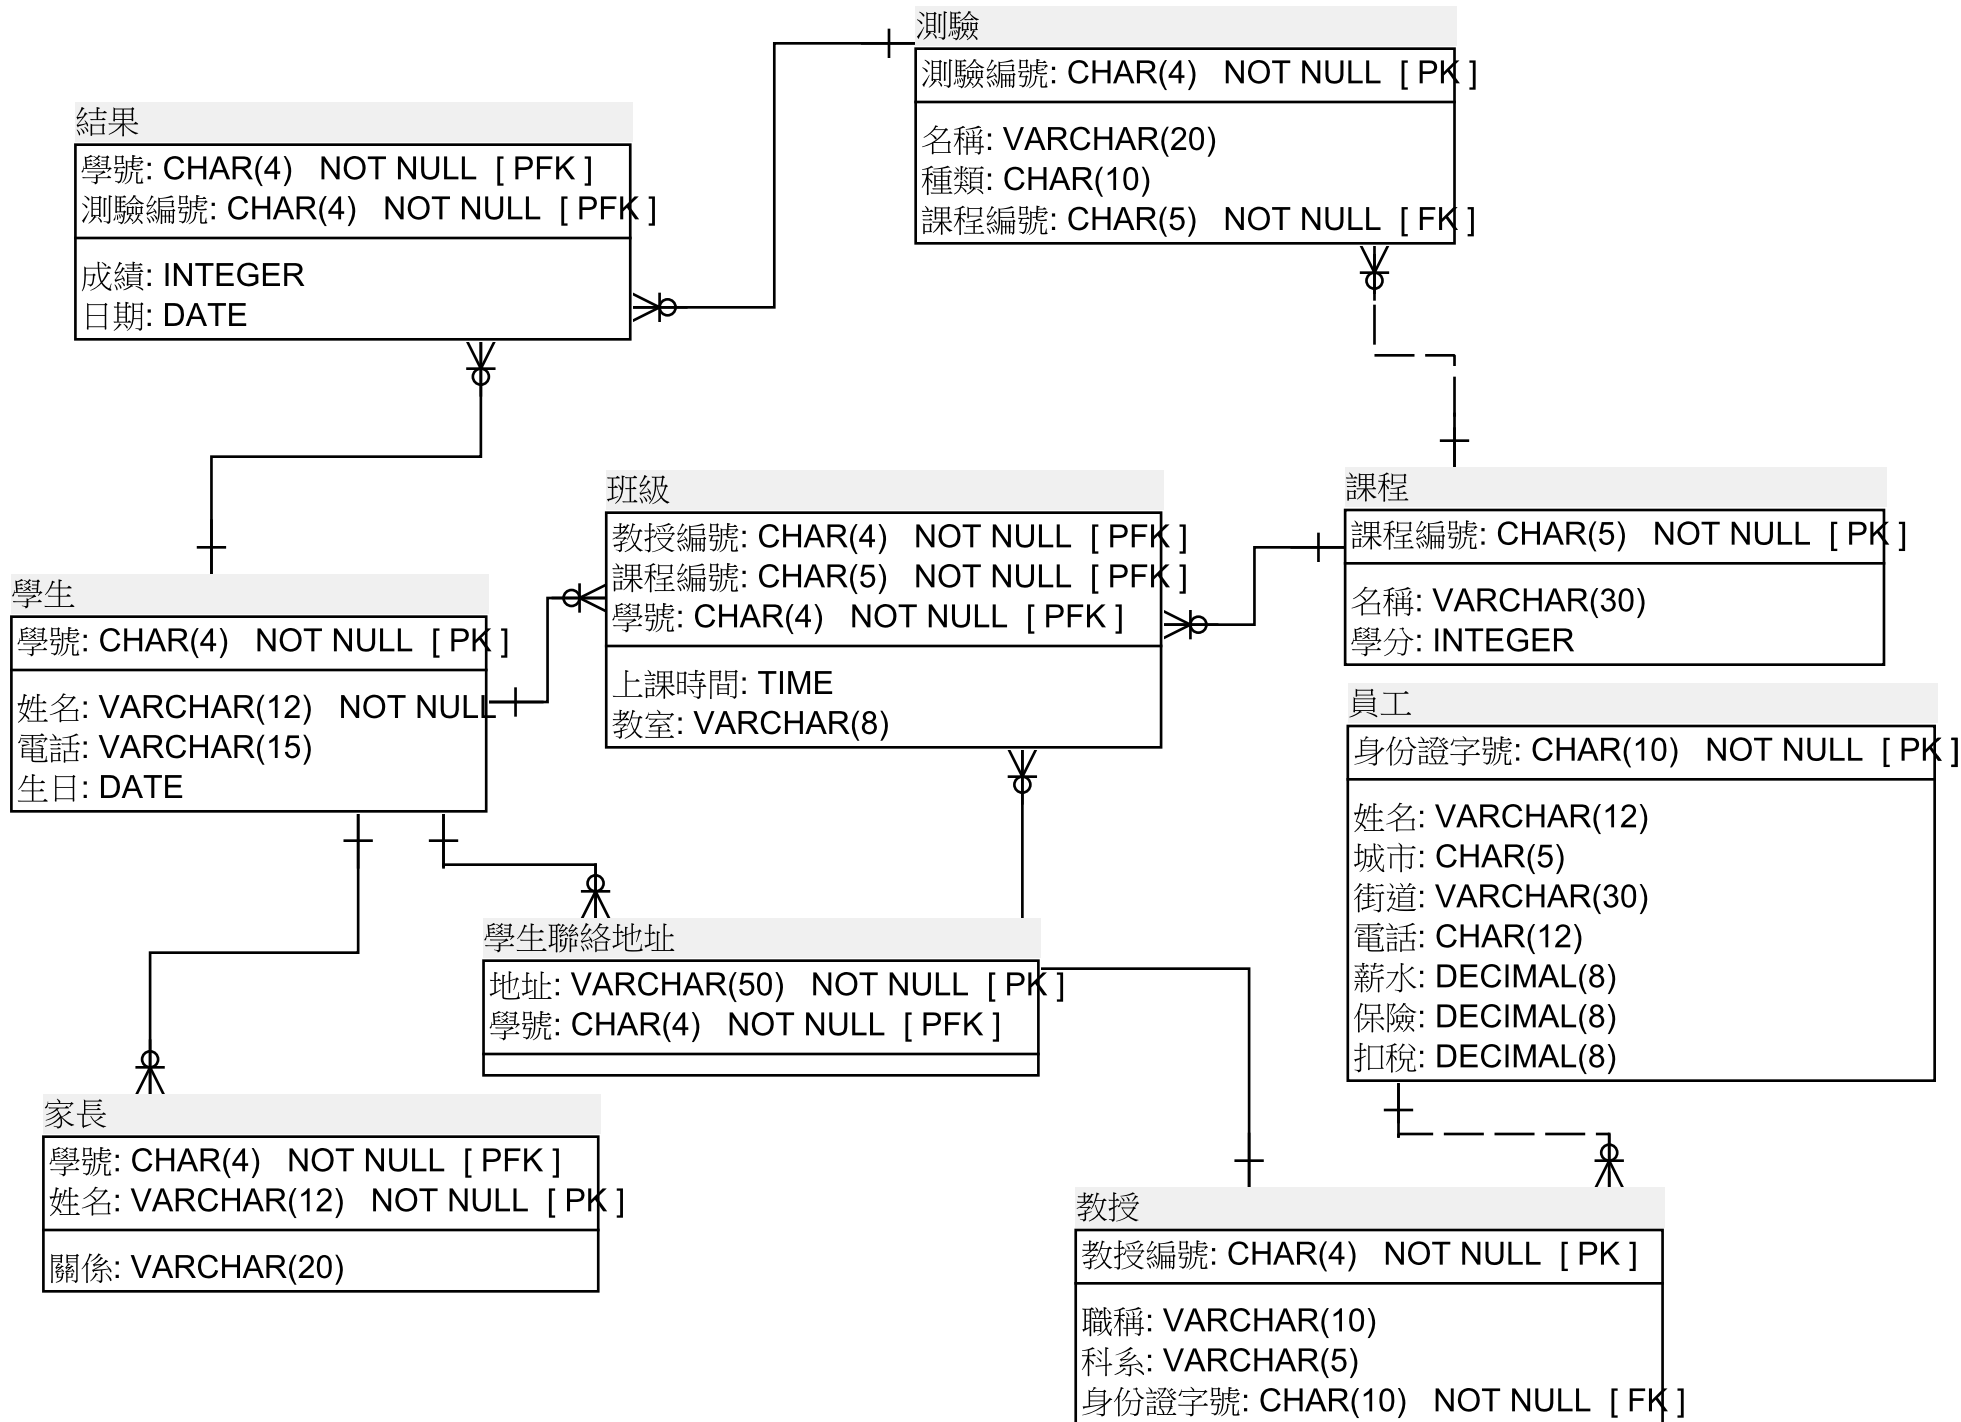 測驗
測驗編號: CHAR(4) NOT NULL [ PK ]
名稱: VARCHAR(20)
種類: CHAR(10)
課程編號: CHAR(5) NOT NULL [ FK ]
結果
學號: CHAR(4) NOT NULL [ PFK ]
測驗編號: CHAR(4) NOT NULL [ PFK ]
成績: INTEGER
日期: DATE
班級
教授編號: CHAR(4) NOT NULL [ PFK ]
課程編號: CHAR(5) NOT NULL [ PFK ]
學號: CHAR(4) NOT NULL [ PFK ]
上課時間: TIME
教室: VARCHAR(8)
課程
課程編號: CHAR(5) NOT NULL [ PK ]
名稱: VARCHAR(30)
學分: INTEGER
學生
學號: CHAR(4) NOT NULL [ PK ]
姓名: VARCHAR(12) NOT NULL
電話: VARCHAR(15)
生日: DATE
員工
身份證字號: CHAR(10) NOT NULL [ PK ]
姓名: VARCHAR(12)
城市: CHAR(5)
街道: VARCHAR(30)
電話: CHAR(12)
薪水: DECIMAL(8)
保險: DECIMAL(8)
扣稅: DECIMAL(8)
學生聯絡地址
地址: VARCHAR(50) NOT NULL [ PK ]
學號: CHAR(4) NOT NULL [ PFK ]
家長
學號: CHAR(4) NOT NULL [ PFK ]
姓名: VARCHAR(12) NOT NULL [ PK ]
關係: VARCHAR(20)
教授
教授編號: CHAR(4) NOT NULL [ PK ]
職稱: VARCHAR(10)
科系: VARCHAR(5)
身份證字號: CHAR(10) NOT NULL [ FK ]